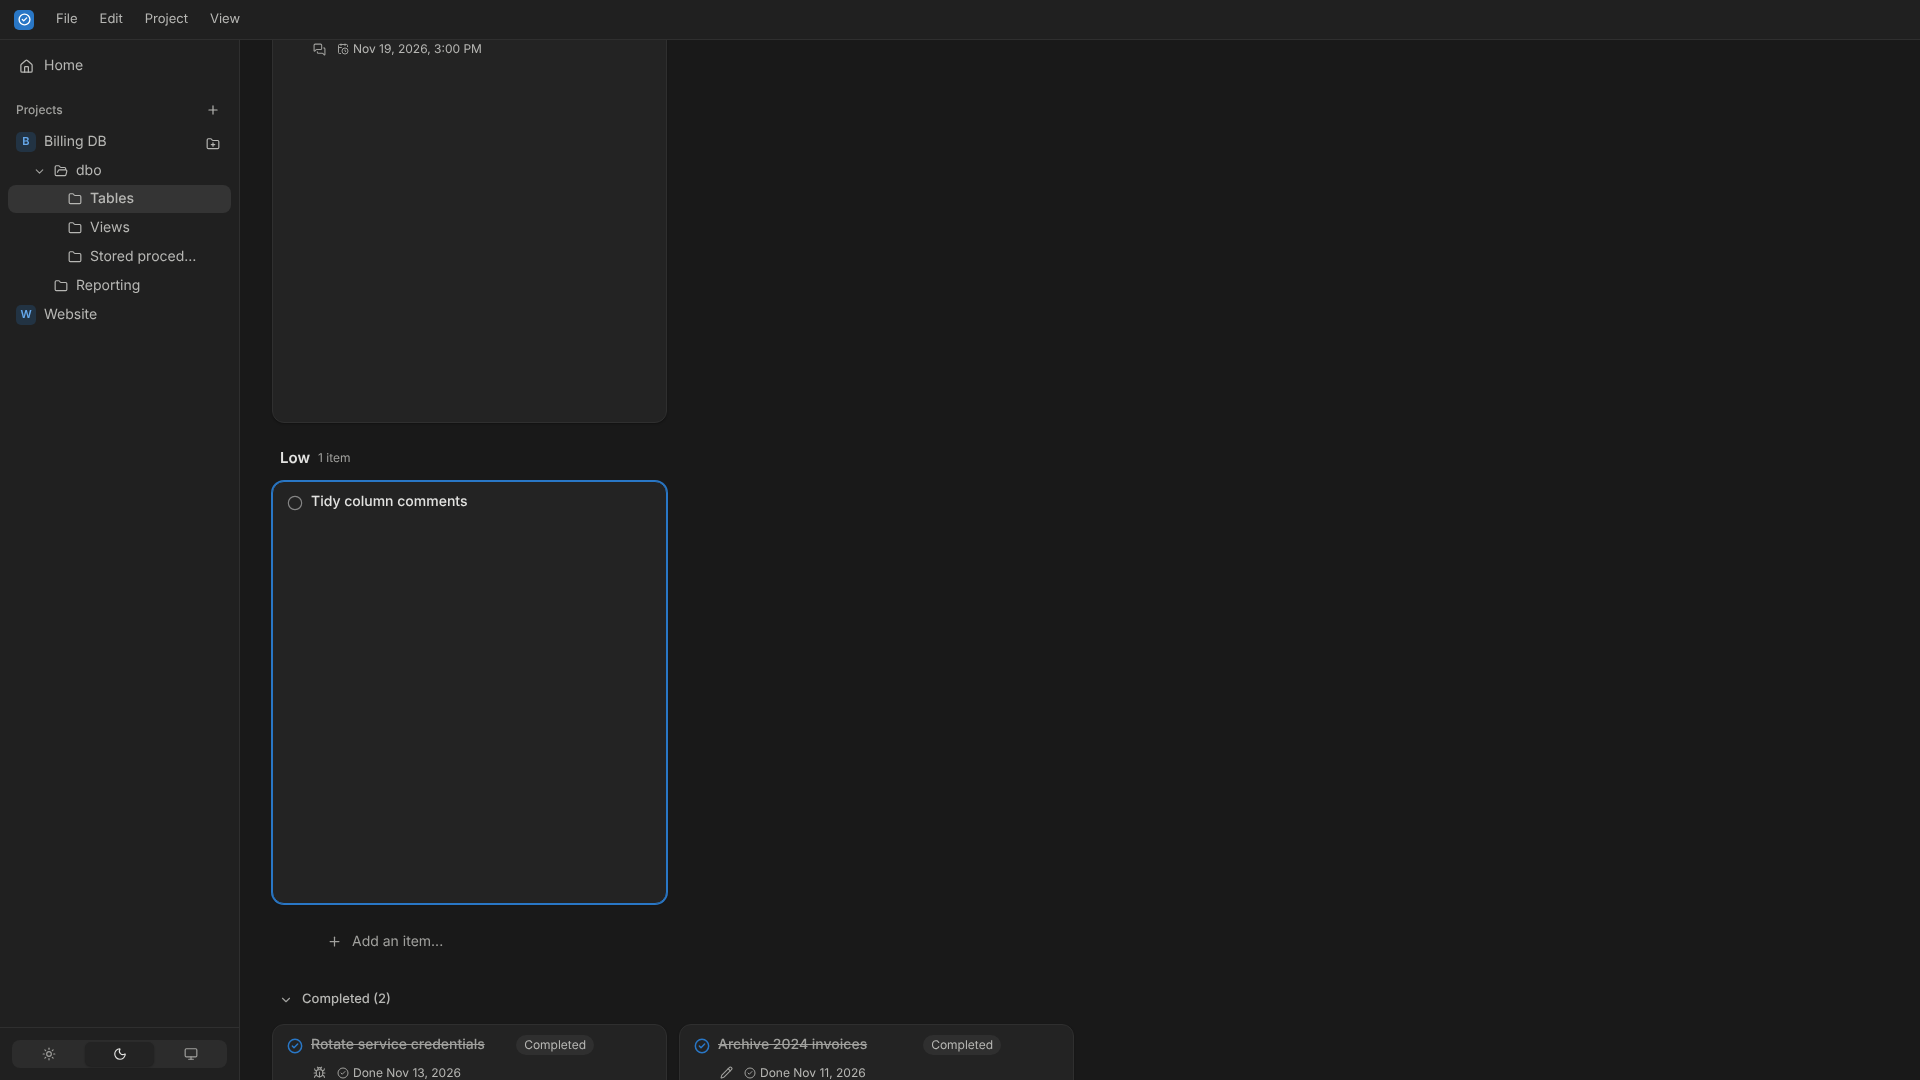 File Edit Project View
Home
Projects
B Billing DB
dbo
Tables
Views
Stored proced...
Reporting
W Website
Nov 19, 2026, 3:00 PM
Low 1 item
Tidy column comments
Add an item...
Completed (2)
Rotate service credentials Completed
Done Nov 13, 2026
Archive 2024 invoices Completed
Done Nov 11, 2026